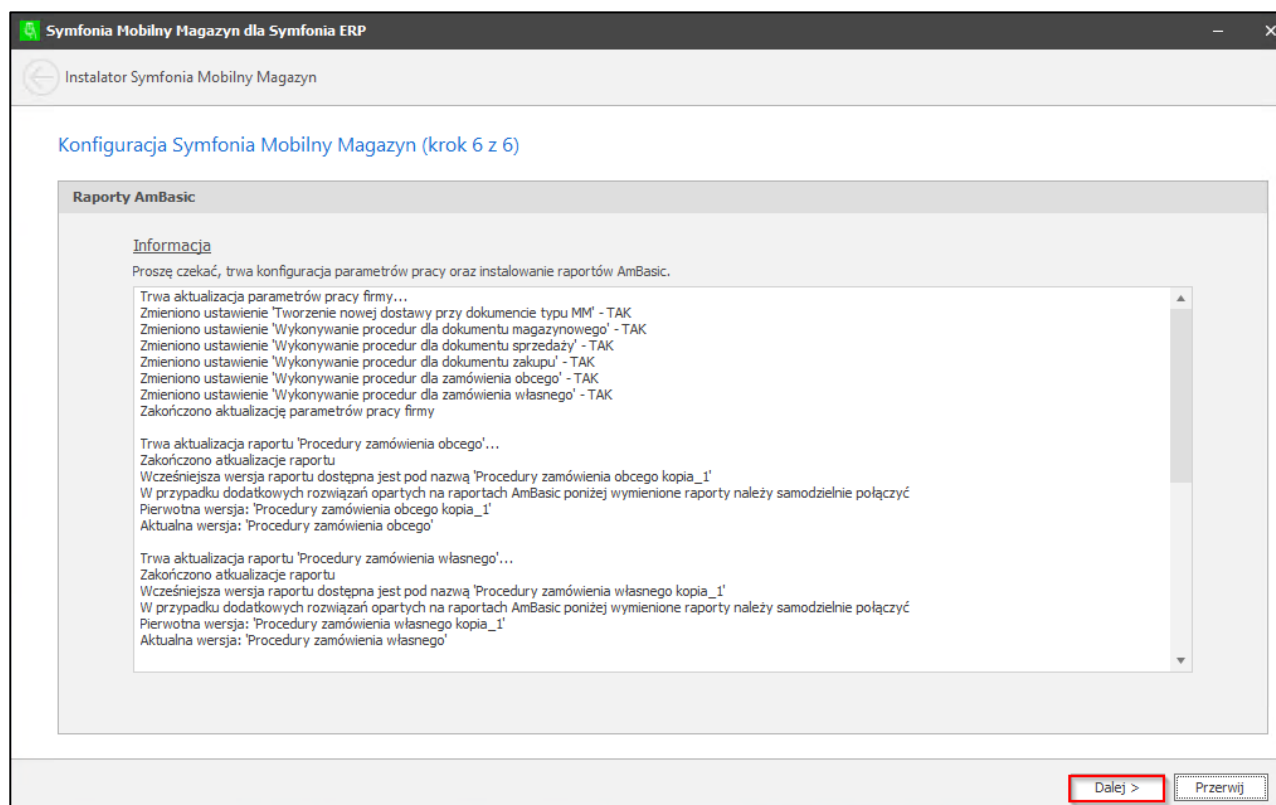 Symfonia Mobilny Magazyn dla Symfonia ERP
Instalator Symfonia Mobilny Magazyn
Konfiguracja Symfonia Mobilny Magazyn (krok 6 z 6)
Raporty AmBasic
Informacja
Proszę czekać, trwa konfiguracja parametrów pracy oraz instalowanie raportów AmBasic.
Trwa aktualizacja parametrów pracy firmy...
Zmieniono ustawienie 'Tworzenie nowej dostawy przy dokumencie typu MM' - TAK
Zmieniono ustawienie 'Wykonywanie procedur dla dokumentu magazynowego' - TAK
Zmieniono ustawienie 'Wykonywanie procedur dla dokumentu sprzedaży' - TAK
Zmieniono ustawienie 'Wykonywanie procedur dla dokumentu zakupu' - TAK
Zmieniono ustawienie 'Wykonywanie procedur dla zamówienia obcego' - TAK
Zmieniono ustawienie 'Wykonywanie procedur dla zamówienia własnego' - TAK
Zakończono aktualizację parametrów pracy firmy
Trwa aktualizacja raportu 'Procedury zamówienia obcego'...
Zakończono atkualizacje raportu
Wcześniejsza wersja raportu dostępna jest pod nazwą 'Procedury zamówienia obcego kopia_1'
W przypadku dodatkowych rozwiązań opartych na raportach AmBasic poniżej wymienione raporty należy samodzielnie połączyć
Pierwotna wersja: 'Procedury zamówienia obcego kopia_1'
Aktualna wersja: 'Procedury zamówienia obcego'
Trwa aktualizacja raportu 'Procedury zamówienia własnego'...
Zakończono atkualizacje raportu
Wcześniejsza wersja raportu dostępna jest pod nazwą 'Procedury zamówienia własnego kopia_1'
W przypadku dodatkowych rozwiązań opartych na raportach AmBasic poniżej wymienione raporty należy samodzielnie połączyć
Pierwotna wersja: 'Procedury zamówienia własnego kopia_1'
Aktualna wersja: 'Procedury zamówienia własnego'
Dalej > Przerwij